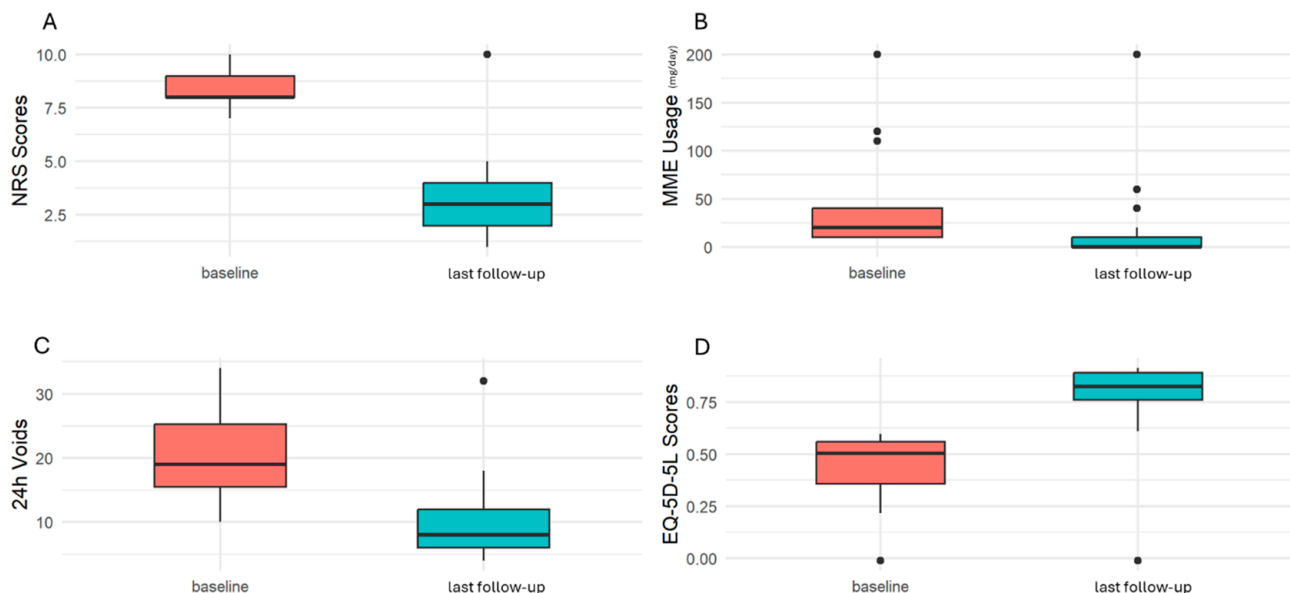 A
NRS Scores
10.0
7.5
5.0
2.5
baseline
last follow-up
B
MME Usage (mg/day)
200
150
100
50
0
baseline
last follow-up
C
24h Voids
30
20
10
baseline
last follow-up
D
EQ-5D-5L Scores
0.75
0.50
0.25
0.00
baseline
last follow-up